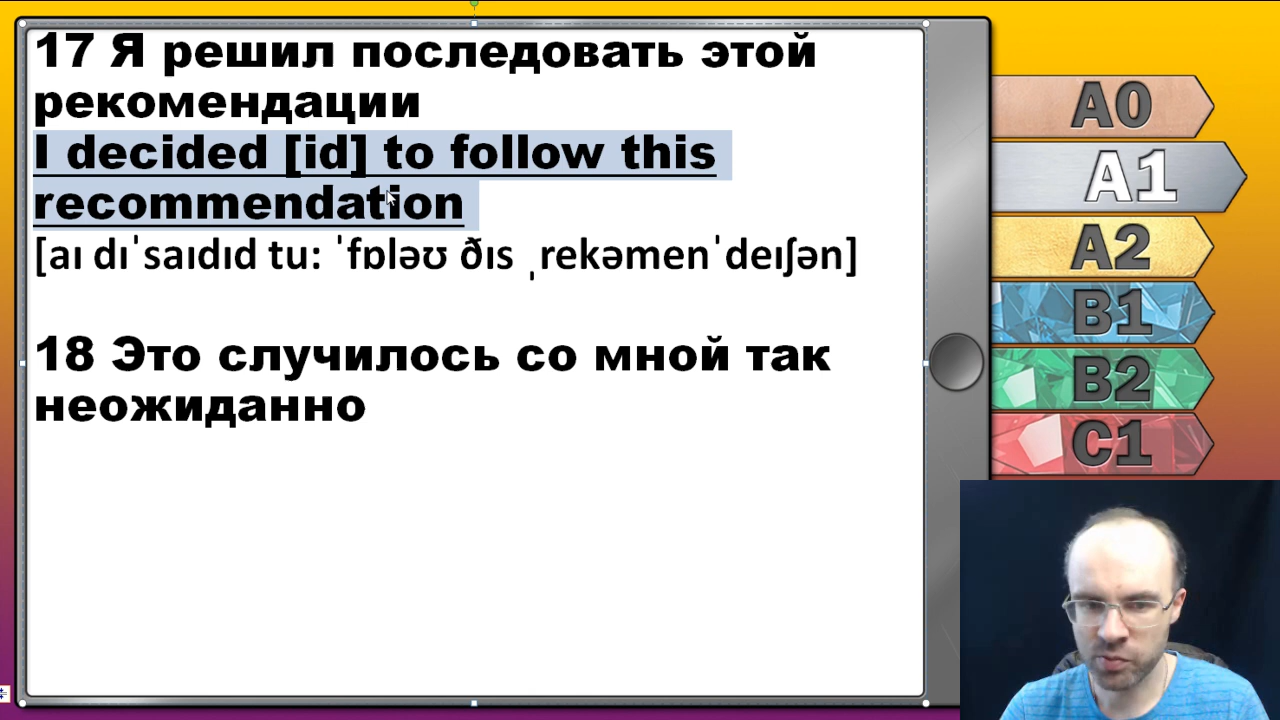 17 Я решил последовать этой
рекомендации
I decided [id] to follow this
recommendation
[aɪ dɪˈsaɪdɪd tu: ˈfɒləʊ ðɪs ˌrekəmenˈdeɪʃən]
18 Это случилось со мной так
неожиданно
A0
A1
A2
B1
B2
C1